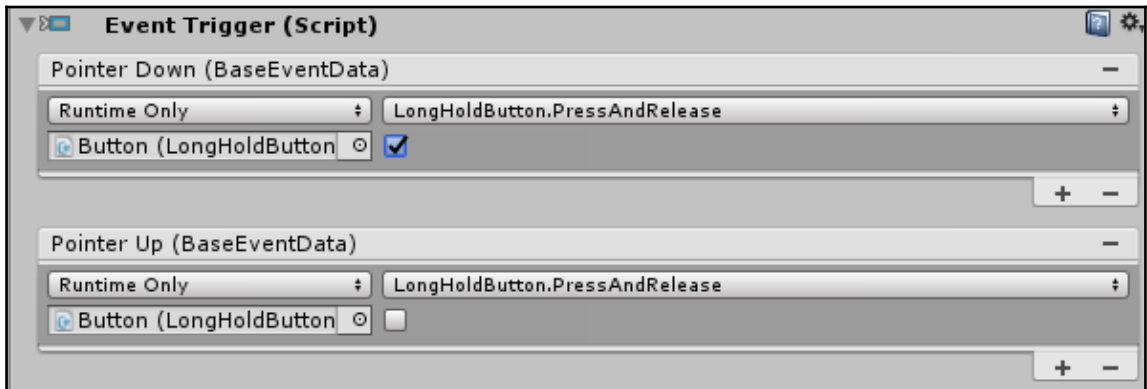 Event Trigger (Script)
Pointer Down (BaseEventData)
Runtime Only LongHoldButton.PressAndRelease
Button (LongHoldButton
Pointer Up (BaseEventData)
Runtime Only LongHoldButton.PressAndRelease
Button (LongHoldButton